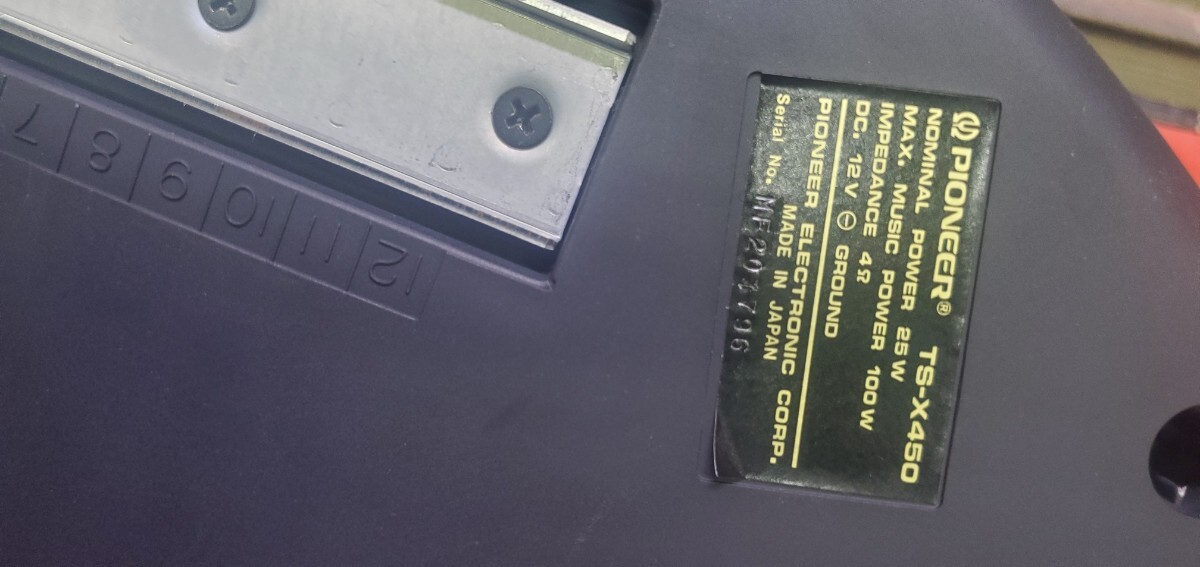 PIONEER® TS-X450
NOMINAL POWER 25W
MAX. MUSIC POWER 100W
IMPEDANCE 4Ω
DC. 12V ⊖ GROUND
PIONEER ELECTRONIC CORP.
MADE IN JAPAN
Serial No.
7 8 9 10 11 12